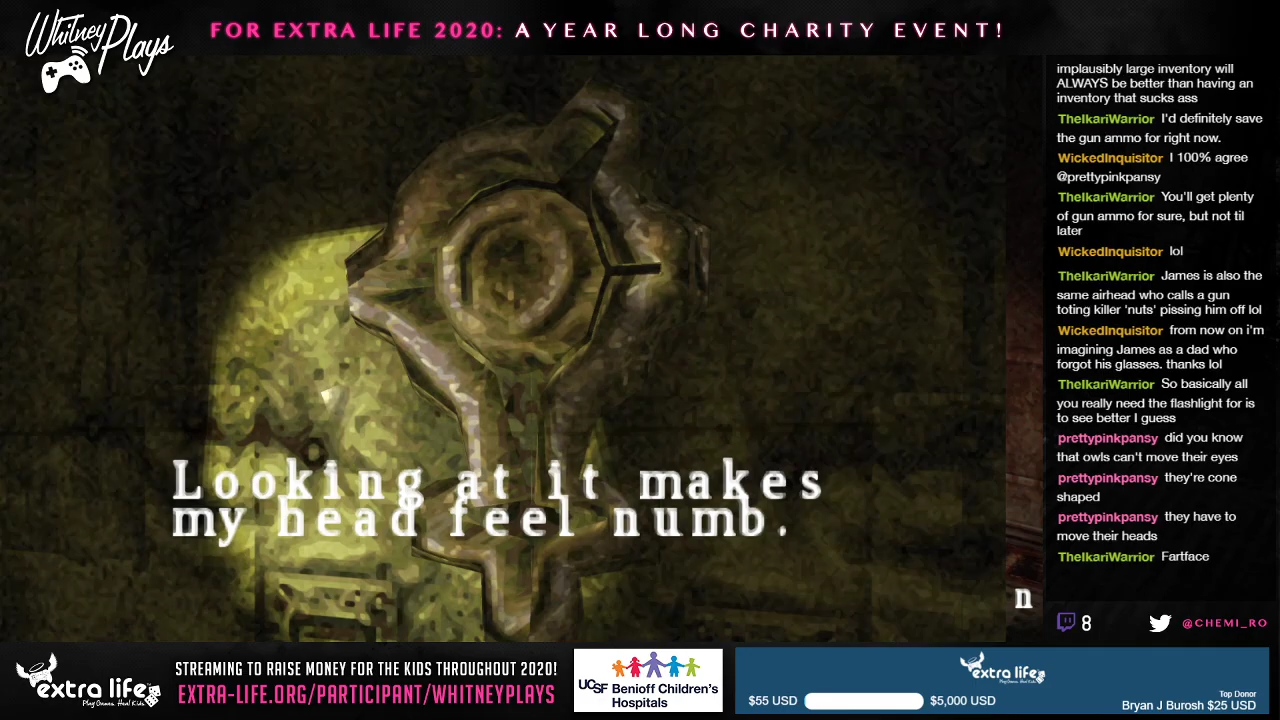 Whitney Plays
FOR EXTRA LIFE 2020: A YEAR LONG CHARITY EVENT!
Looking at it makes
my head feel numb.
n
implausibly large inventory will
ALWAYS be better than having an
inventory that sucks ass
TheIkariWarrior I'd definitely save
the gun ammo for right now.
WickedInquisitor I 100% agree
@prettypinkpansy
TheIkariWarrior You'll get plenty
of gun ammo for sure, but not til
later
WickedInquisitor lol
TheIkariWarrior James is also the
same airhead who calls a gun
toting killer 'nuts' pissing him off lol
WickedInquisitor from now on i'm
imagining James as a dad who
forgot his glasses. thanks lol
TheIkariWarrior So basically all
you really need the flashlight for is
to see better I guess
prettypinkpansy did you know
that owls can't move their eyes
prettypinkpansy they're cone
shaped
prettypinkpansy they have to
move their heads
TheIkariWarrior Fartface
8
@CHEMI_RO
extra life
Play Games. Heal Kids.
STREAMING TO RAISE MONEY FOR THE KIDS THROUGHOUT 2020!
EXTRA-LIFE.ORG/PARTICIPANT/WHITNEYPLAYS
UCSF Benioff Children's
Hospitals
extra life
Play Games. Heal Kids.
$55 USD
$5,000 USD
Top Donor
Bryan J Burosh $25 USD